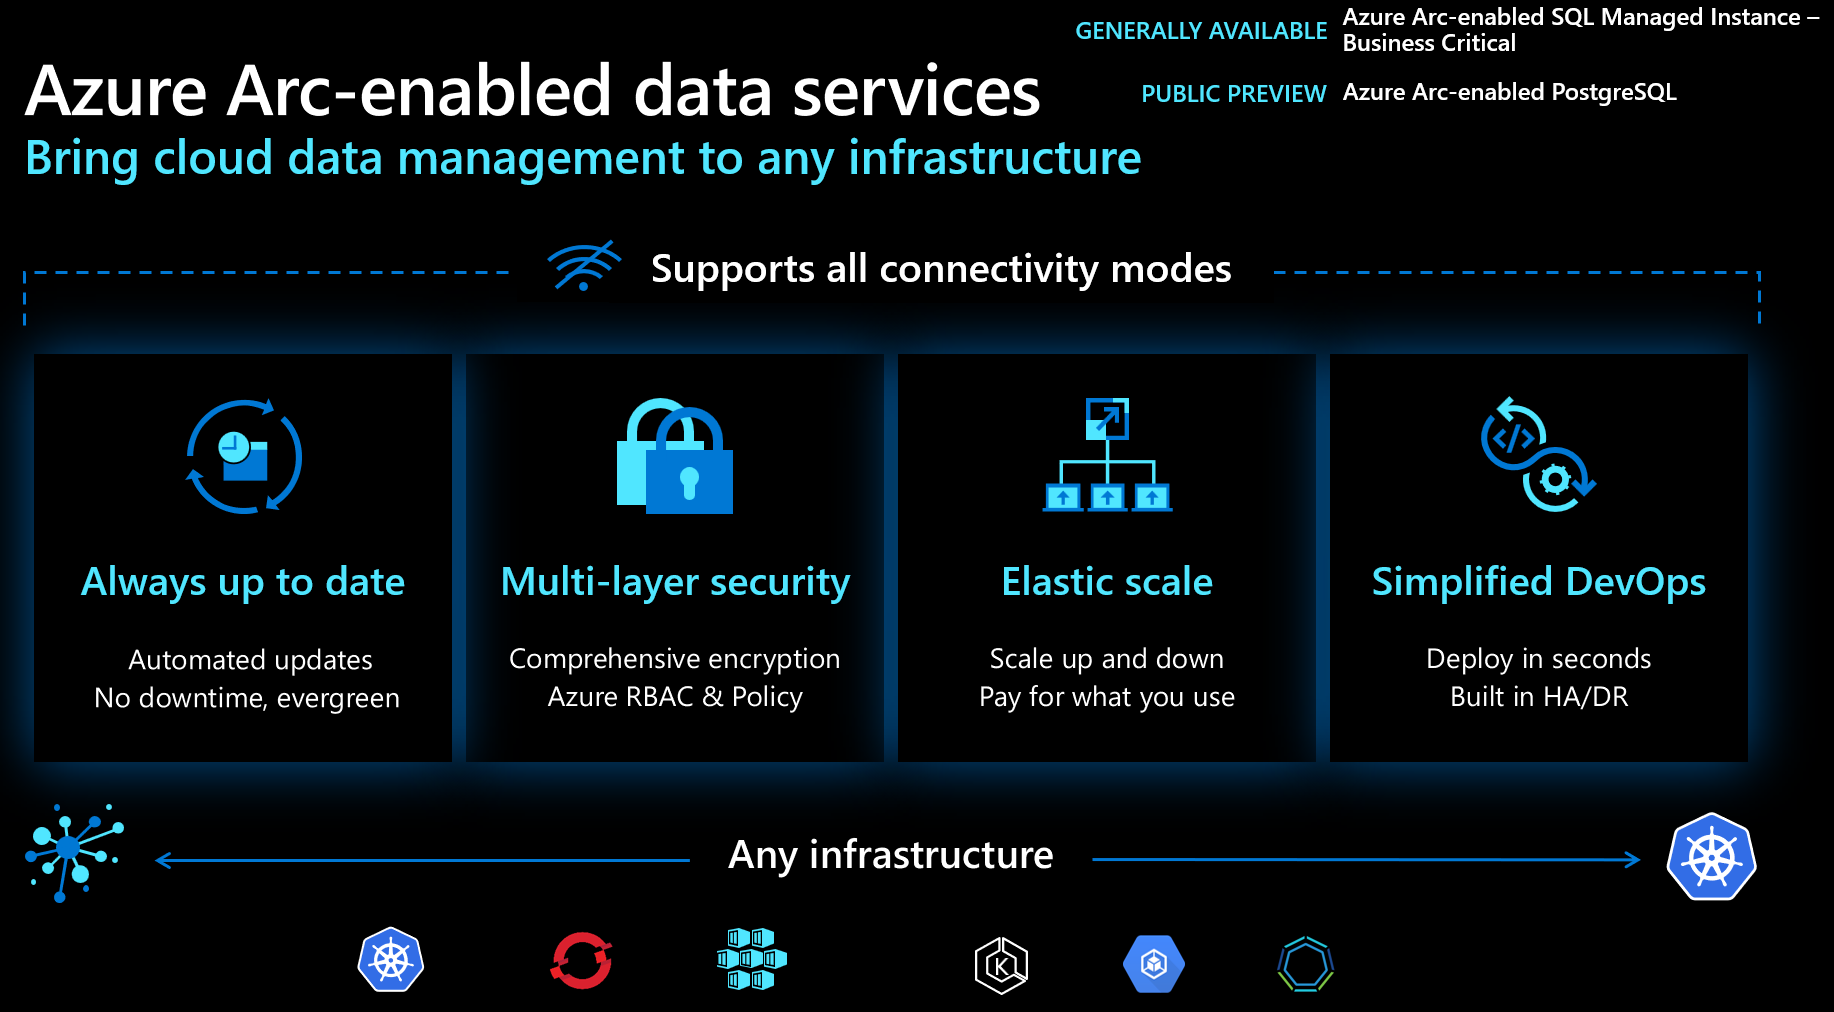 GENERALLY AVAILABLE
Azure Arc-enabled SQL Managed Instance –
Business Critical
PUBLIC PREVIEW
Azure Arc-enabled PostgreSQL
Azure Arc-enabled data services
Bring cloud data management to any infrastructure
Supports all connectivity modes
Always up to date
Automated updates
No downtime, evergreen
Multi-layer security
Comprehensive encryption
Azure RBAC & Policy
Elastic scale
Scale up and down
Pay for what you use
Simplified DevOps
Deploy in seconds
Built in HA/DR
Any infrastructure
K